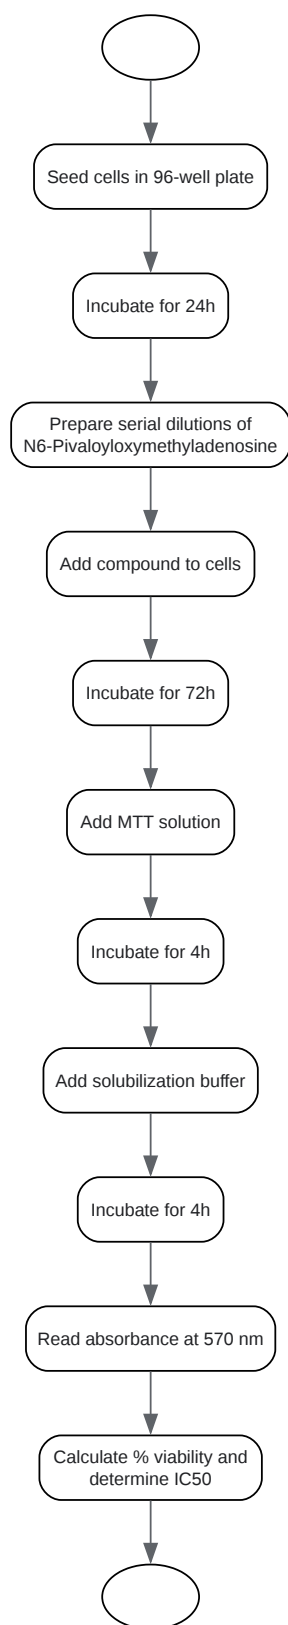 Seed cells in 96-well plate
Incubate for 24h
Prepare serial dilutions of
N6-Pivaloyloxymethyladenosine
Add compound to cells
Incubate for 72h
Add MTT solution
Incubate for 4h
Add solubilization buffer
Incubate for 4h
Read absorbance at 570 nm
Calculate % viability and
determine IC50